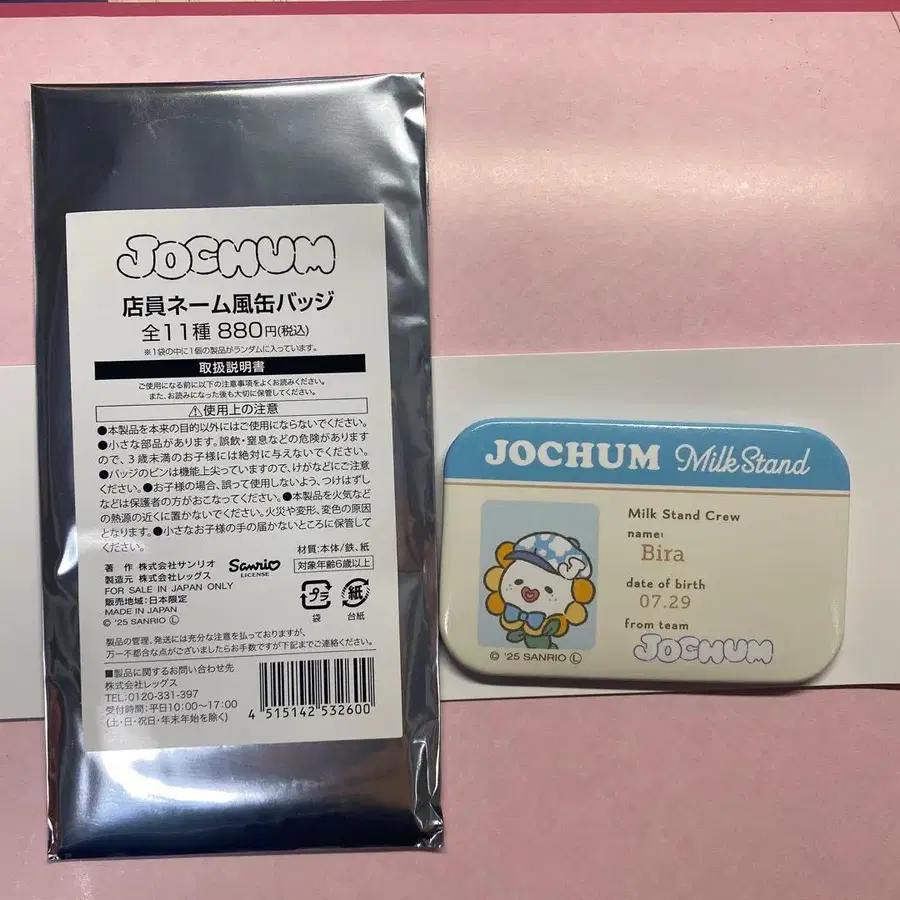 JOCHUM
店員ネーム風缶バッジ
全11種 880円(税込)
※1袋の中に1個の製品がランダムに入っています。
取扱説明書
ご使用になる前に以下の注意事項をよくお読みください。
また、お読みになった後も大切に保管してください。
⚠使用上の注意
●本製品を本来の目的以外にはご使用にならないでください。
●小さな部品があります。誤飲・窒息などの危険があります
ので、3歳未満のお子様には絶対に与えないでください。
●バッジのピンは機能上尖っていますので、けがなどにご注意
ください。●お子様の場合、誤って使用しないよう、つけはずし
などは保護者の方がおこなってください。●本製品を火気など
の熱源の近くに置かないでください。火災や変形、変色の原因
となります。●小さなお子様の手の届かないところに保管して
ください。
材質:本体/鉄、紙
対象年齢6歳以上
著 作 株式会社サンリオ
製造元 株式会社レッグス
FOR SALE IN JAPAN ONLY
販売地域:日本限定
MADE IN JAPAN
© '25 SANRIO Ⓛ
Sanrio
LICENSE
プラ
袋
紙
台紙
製品の管理、発送には充分な注意を払っておりますが、
万一不都合な点がございましたらお手数ですが下記までご連絡ください。
■製品に関するお問い合わせ先
株式会社レッグス
TEL:0120-331-397
受付時間:平日10:00~17:00
(土・日・祝日・年末年始を除く)
4 515142 532600
JOCHUM Milk Stand
Milk Stand Crew
name:
Bira
date of birth
07.29
from team
JOCHUM
© '25 SANRIO Ⓛ